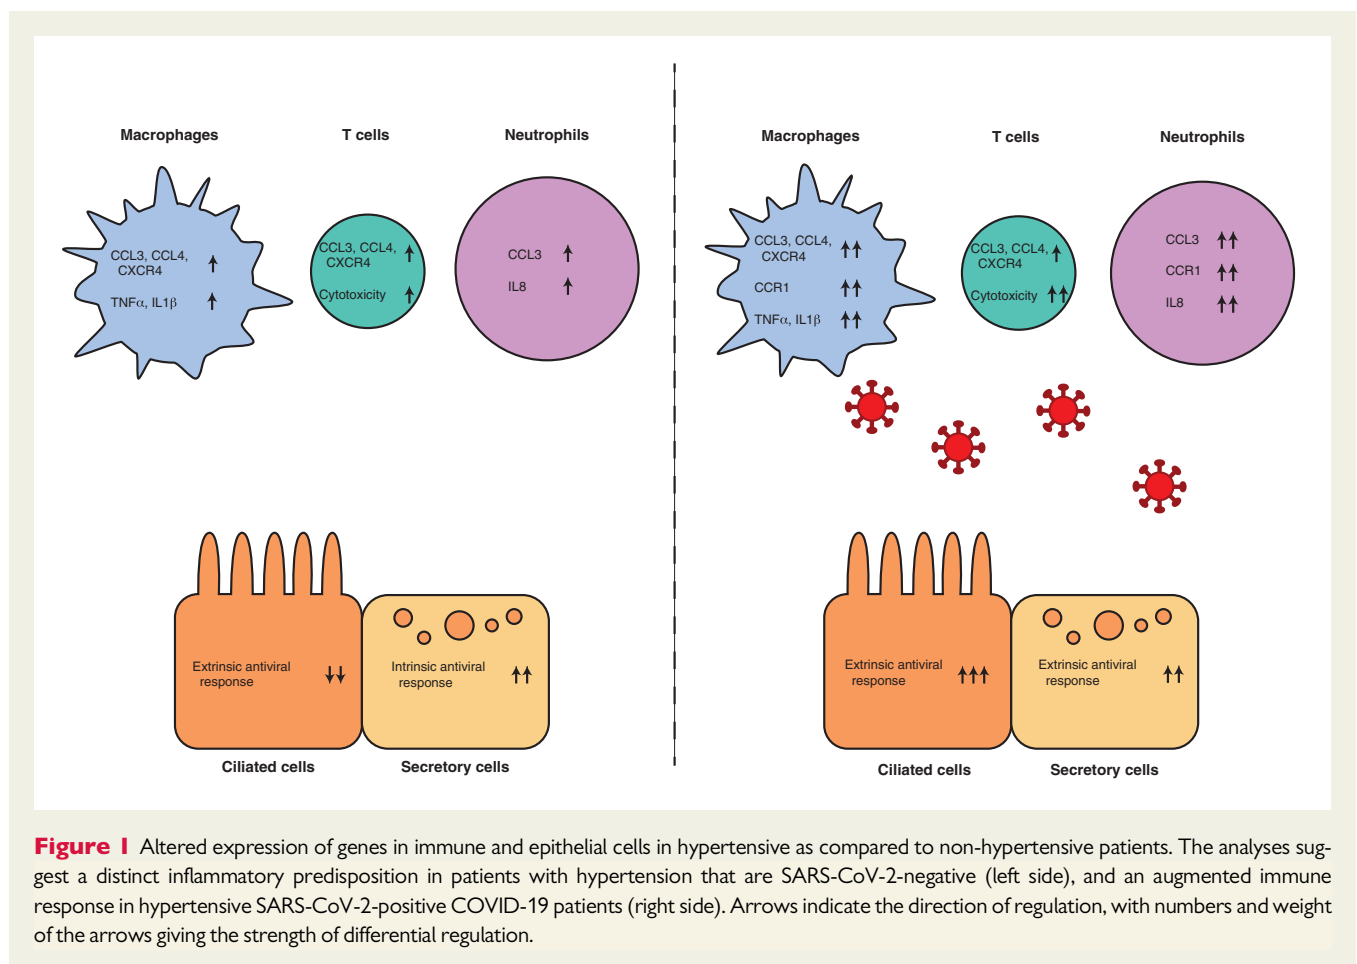 Macrophages
T cells
Neutrophils
CCL3, CCL4,
CXCR4
TNFα, IL1β
CCL3, CCL4,
CXCR4
Cytotoxicity
CCL3
IL8
Extrinsic antiviral
response
Intrinsic antiviral
response
Ciliated cells
Secretory cells
Macrophages
T cells
Neutrophils
CCL3, CCL4,
CXCR4
CCR1
TNFα, IL1β
CCL3, CCL4,
CXCR4
Cytotoxicity
CCL3
CCR1
IL8
Extrinsic antiviral
response
Extrinsic antiviral
response
Ciliated cells
Secretory cells
Figure 1 Altered expression of genes in immune and epithelial cells in hypertensive as compared to non-hypertensive patients. The analyses sug-
gest a distinct inflammatory predisposition in patients with hypertension that are SARS-CoV-2-negative (left side), and an augmented immune
response in hypertensive SARS-CoV-2-positive COVID-19 patients (right side). Arrows indicate the direction of regulation, with numbers and weight
of the arrows giving the strength of differential regulation.